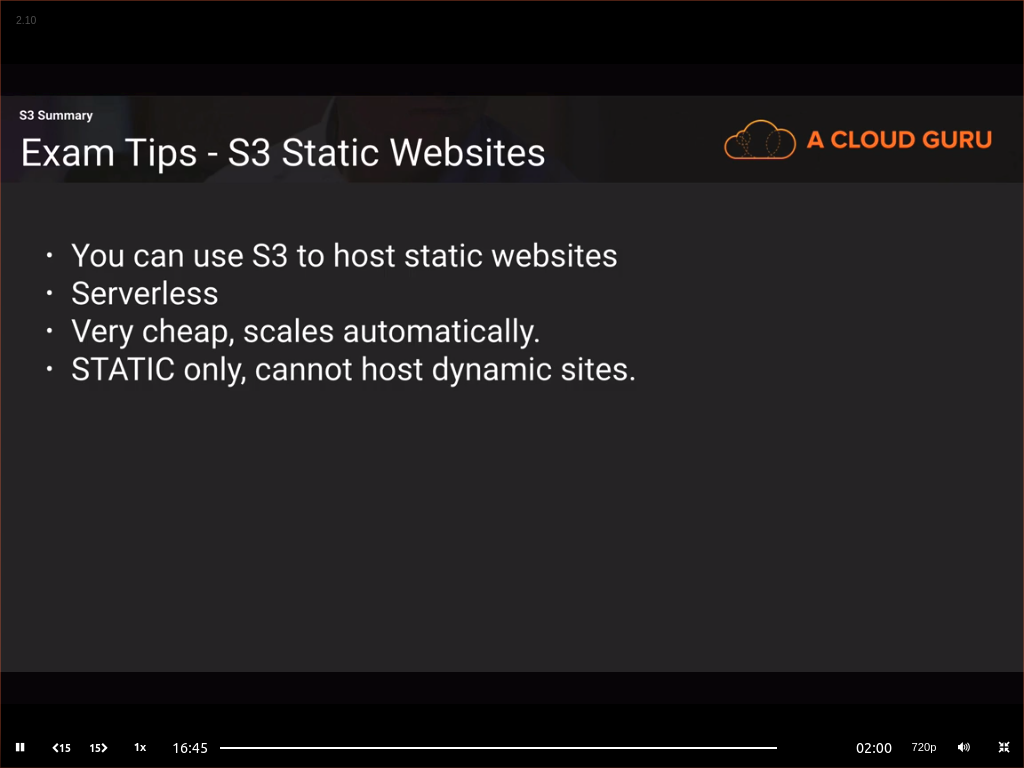 2.10
S3 Summary
Exam Tips - S3 Static Websites
A CLOUD GURU
· You can use S3 to host static websites
· Serverless
· Very cheap, scales automatically.
· STATIC only, cannot host dynamic sites.
15 15 1x 16:45 02:00 720p